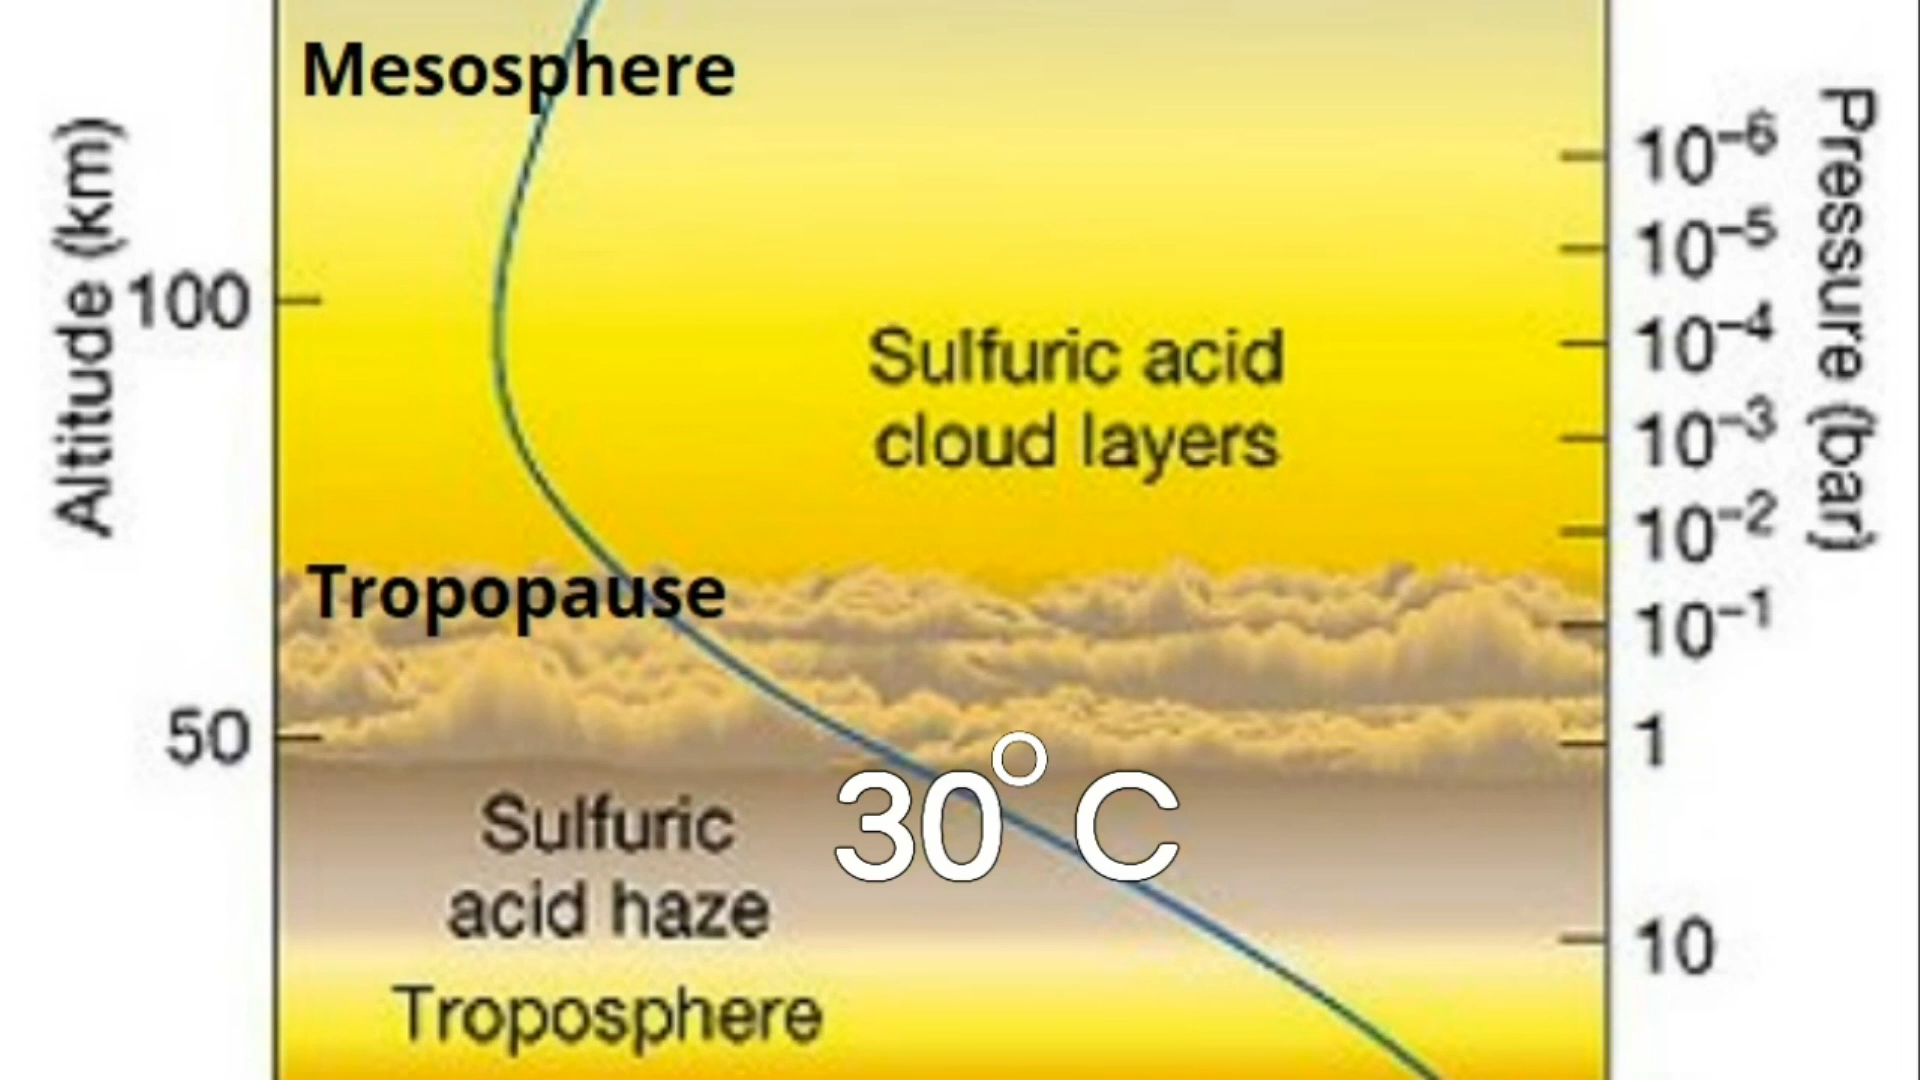 Mesosphere
Altitude (km)
100
50
Sulfuric acid
cloud layers
Tropopause
30° C
Sulfuric
acid haze
Troposphere
10⁻⁶
10⁻⁵
10⁻⁴
10⁻³
10⁻²
10⁻¹
1
10
Pressure (bar)